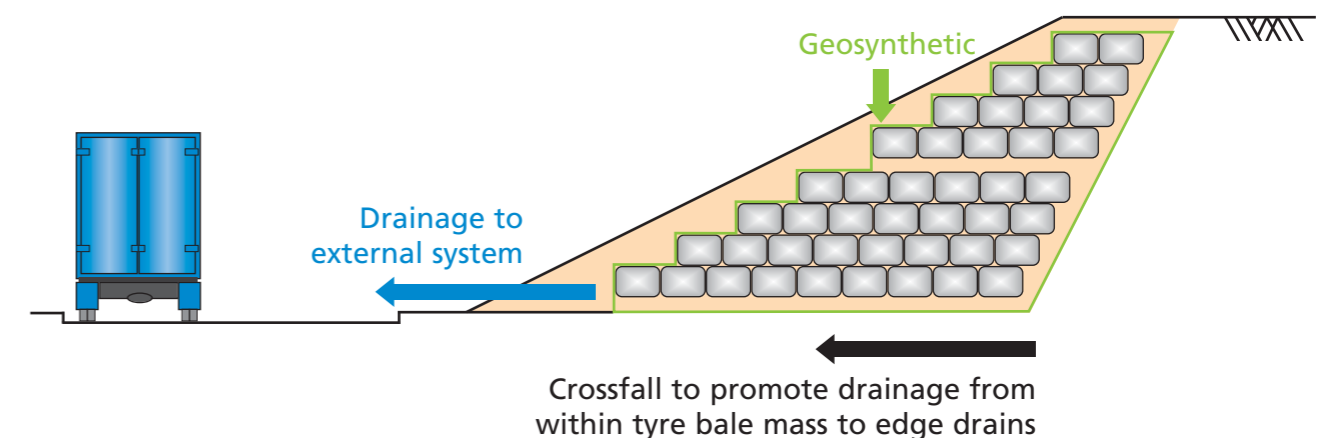 Geosynthetic
Drainage to
external system
Crossfall to promote drainage from
within tyre bale mass to edge drains